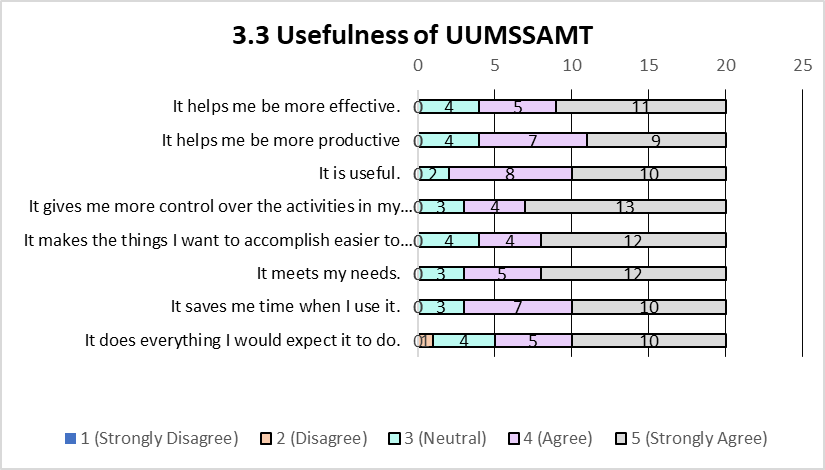 3.3 Usefulness of UUMSSAMT
0 5 10 15 20 25
It helps me be more effective. 0 4 5 11
It helps me be more productive 0 4 7 9
It is useful. 0 2 8 10
It gives me more control over the activities in my... 0 3 4 13
It makes the things I want to accomplish easier to... 0 4 4 12
It meets my needs. 0 3 5 12
It saves me time when I use it. 0 3 7 10
It does everything I would expect it to do. 0 1 4 5 10
1 (Strongly Disagree) 2 (Disagree) 3 (Neutral) 4 (Agree) 5 (Strongly Agree)